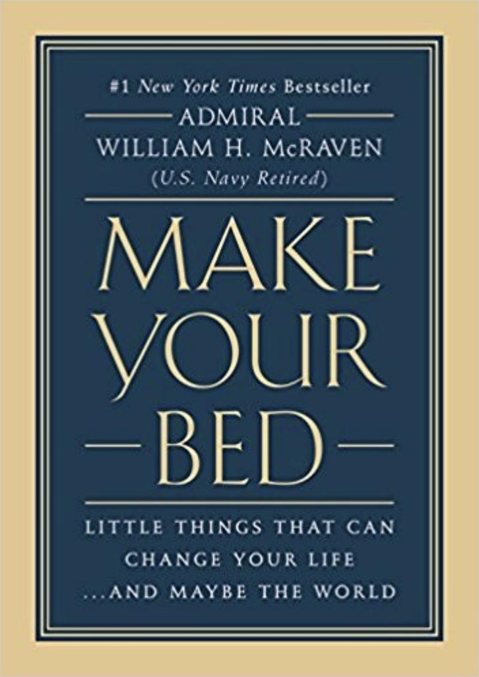 #1 New York Times Bestseller
ADMIRAL
WILLIAM H. McRAVEN
(U.S. Navy Retired)
MAKE
YOUR
BED
LITTLE THINGS THAT CAN
CHANGE YOUR LIFE
...AND MAYBE THE WORLD